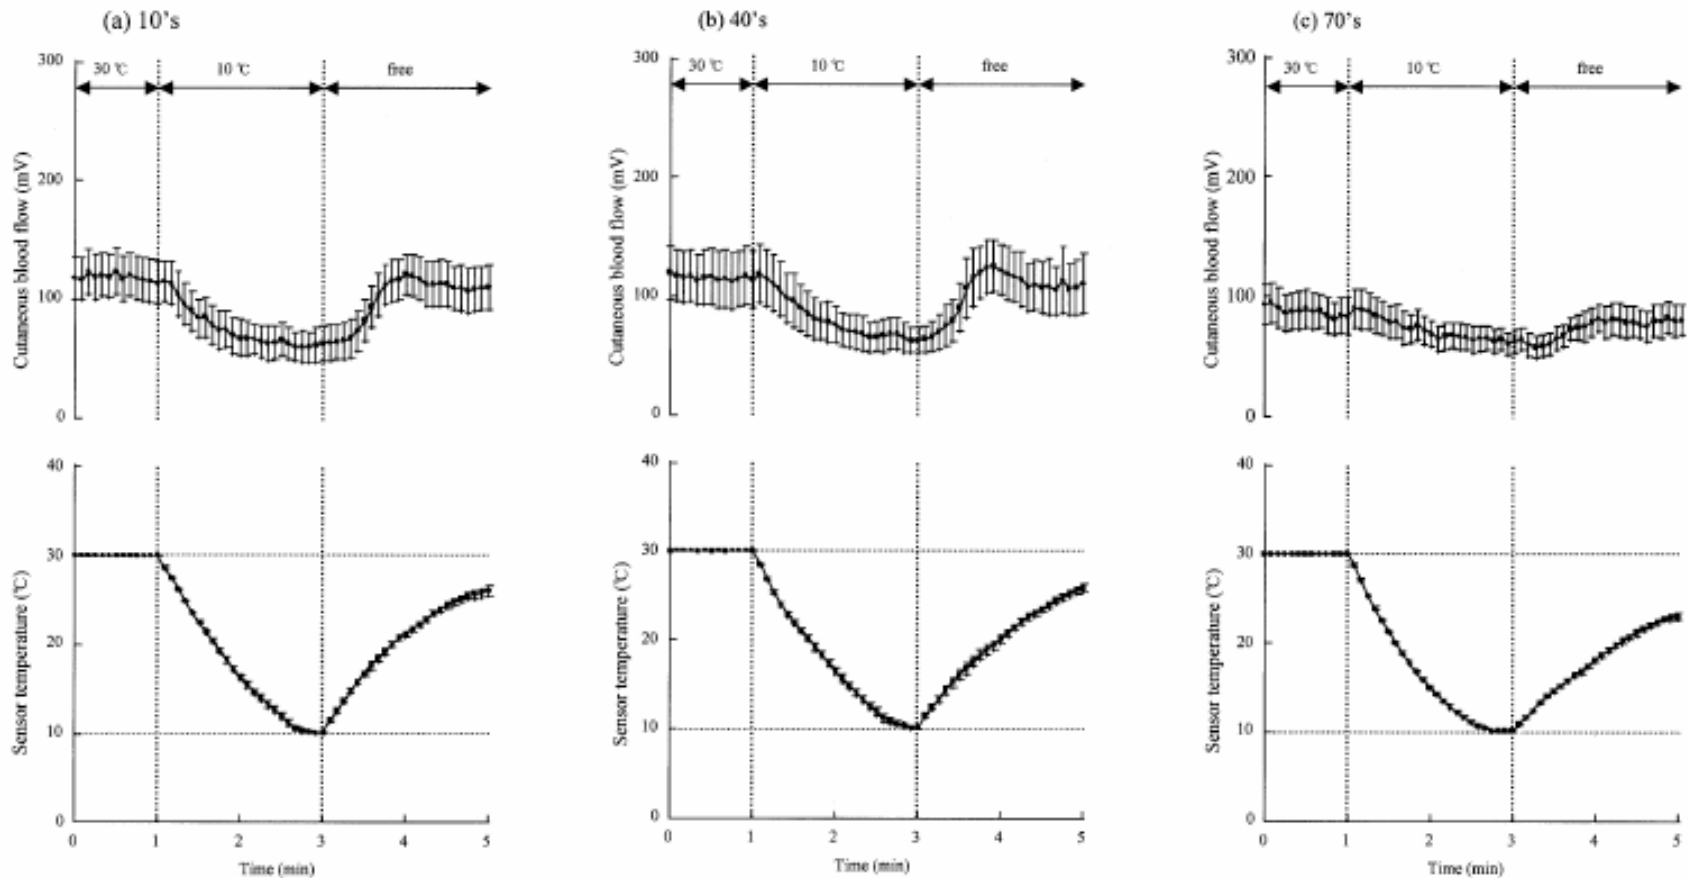 (a) 10's
(b) 40's
(c) 70's
30 ℃
10 ℃
free
30 ℃
10 ℃
free
30 ℃
10 ℃
free
300
200
100
0
Cutaneous blood flow (mV)
300
200
100
0
Cutaneous blood flow (mV)
300
200
100
0
Cutaneous blood flow (mV)
40
30
20
10
0
Sensor temperature (℃)
0 1 2 3 4 5
Time (min)
40
30
20
10
0
Sensor temperature (℃)
0 1 2 3 4 5
Time (min)
40
30
20
10
0
Sensor temperature (℃)
0 1 2 3 4 5
Time (min)